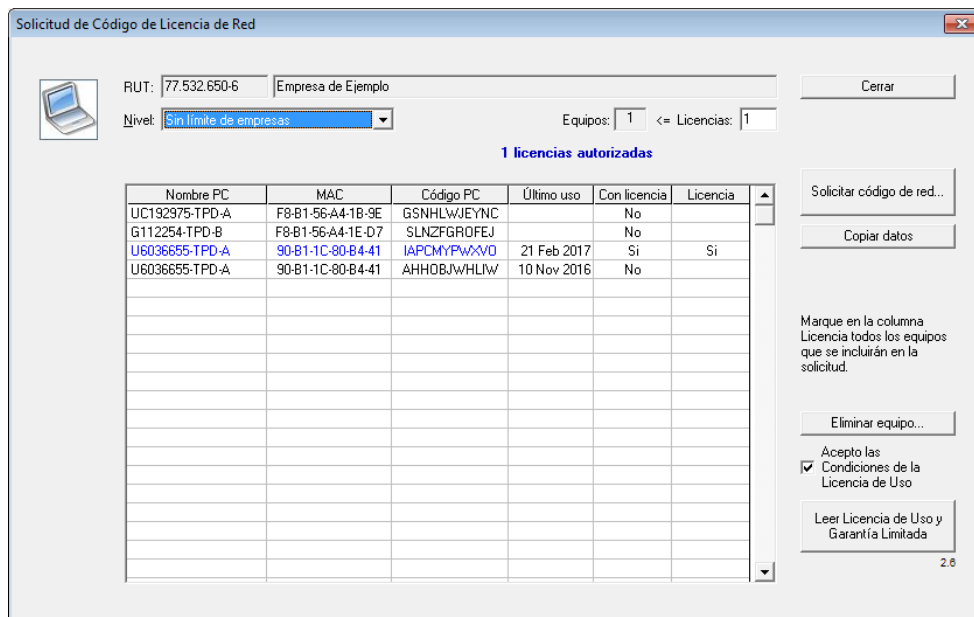 Solicitud de Código de Licencia de Red
RUT: 77.532.650-6 Empresa de Ejemplo
Cerrar
Nivel: Sin límite de empresas
Equipos: 1 <= Licencias: 1
1 licencias autorizadas
Nombre PC MAC Código PC Último uso Con licencia Licencia
UC192975-TPD-A F8-B1-56-A4-1B-9E GSNHLWJEYNC No
G112254-TPD-B F8-B1-56-A4-1E-D7 SLNZFGROFEJ No
U6036655-TPD-A 90-B1-1C-80-B4-41 IAPCMYPWXVO 21 Feb 2017 Si Si
U6036655-TPD-A 90-B1-1C-80-B4-41 AHHOBJWHLIW 10 Nov 2016 No
Solicitar código de red...
Copiar datos
Marque en la columna
Licencia todos los equipos
que se incluirán en la
solicitud.
Eliminar equipo...
Acepto las
Condiciones de la
Licencia de Uso
Leer Licencia de Uso y
Garantía Limitada
2.6